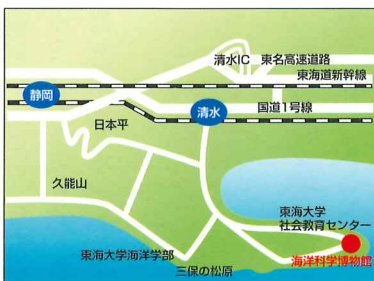 清水IC 東名高速道路
東海道新幹線
静岡
清水
国道1号線
日本平
久能山
東海大学
社会教育センター
東海大学海洋学部
海洋科学博物館
三保の松原